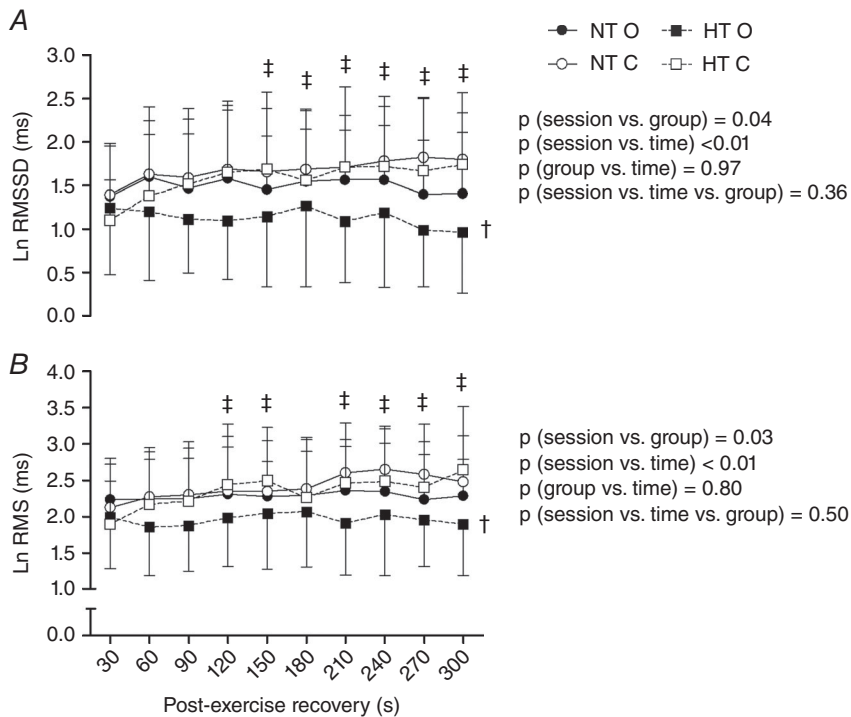 A
NT O
HT O
NT C
HT C
Ln RMSSD (ms)
3.0
2.5
2.0
1.5
1.0
0.5
0.0
‡ ‡ ‡ ‡ ‡ ‡
†
p (session vs. group) = 0.04
p (session vs. time) <0.01
p (group vs. time) = 0.97
p (session vs. time vs. group) = 0.36
B
Ln RMS (ms)
4.0
3.5
3.0
2.5
2.0
1.5
1.0
0.0
‡ ‡ ‡ ‡ ‡ ‡
†
p (session vs. group) = 0.03
p (session vs. time) < 0.01
p (group vs. time) = 0.80
p (session vs. time vs. group) = 0.50
30 60 90 120 150 180 210 240 270 300
Post-exercise recovery (s)